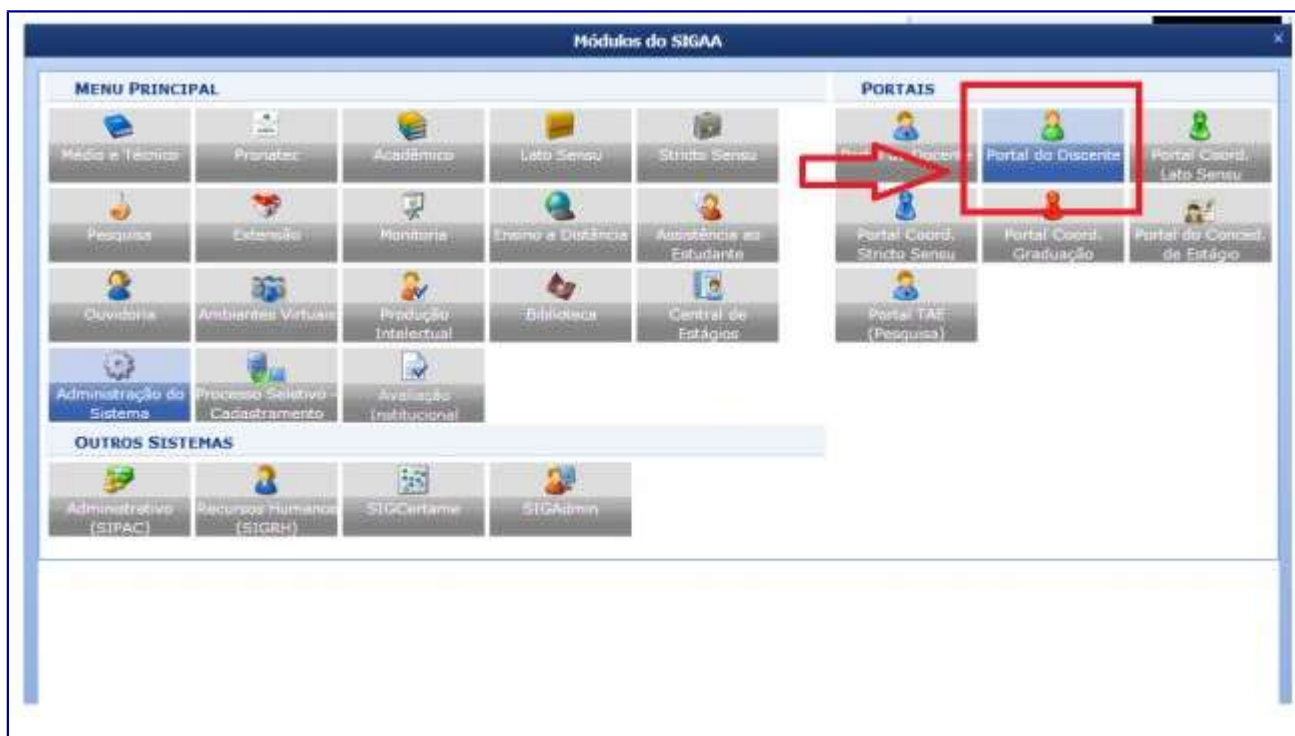 Módulos do SIGAA
×
MENU PRINCIPAL
Médio e Técnico
Pronatec
Acadêmico
Lato Sensu
Stricto Sensu
Pesquisa
Extensão
Monitoria
Ensino a Distância
Assistência ao
Estudante
Ouvidoria
Ambientes Virtuais
Produção
Intelectual
Biblioteca
Central de
Estágios
Administração do
Sistema
Processo Seletivo -
Cadastramento
Avaliação
Institucional
OUTROS SISTEMAS
Administrativo
(SIPAC)
Recursos Humanos
(SIGRH)
SIGCertame
SIGAdmin
PORTAIS
Portal do Docente
Portal do Discente
Portal Coord.
Lato Sensu
Portal Coord.
Stricto Sensu
Portal Coord.
Graduação
Portal do Conced.
de Estágio
Portal TAE
(Pesquisa)